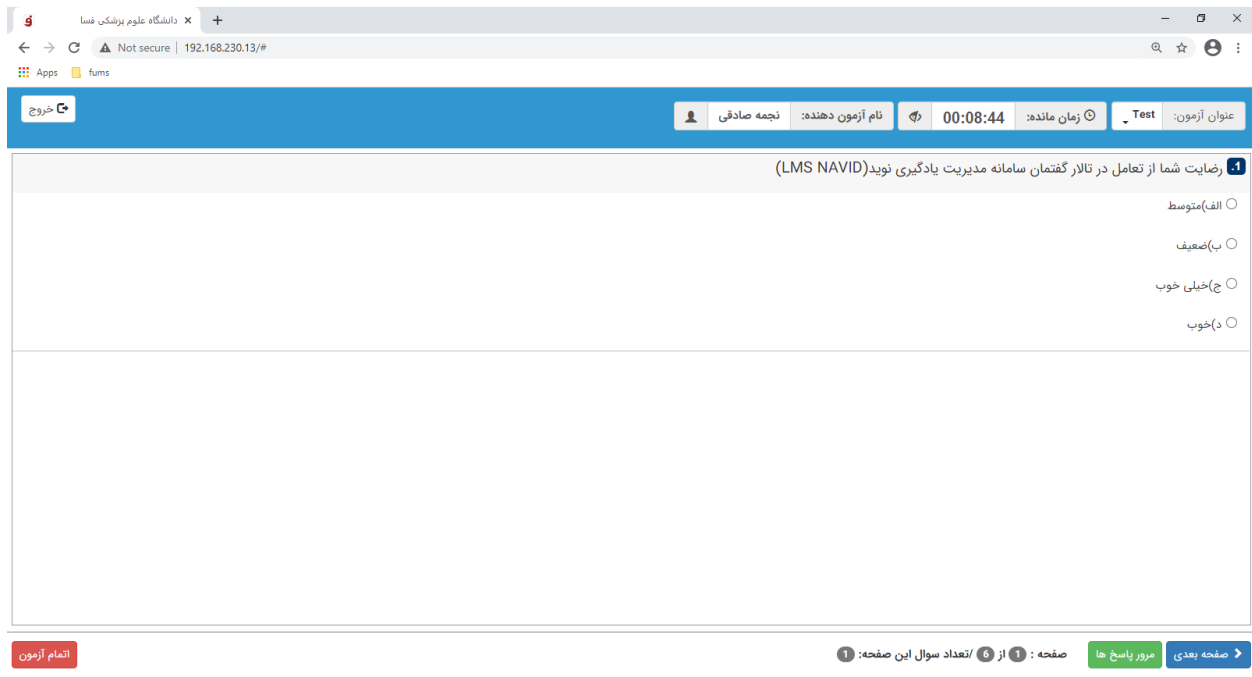 دانشگاه علوم پزشکی فسا
Not secure | 192.168.230.13/#
Apps fums
عنوان آزمون: Test زمان مانده: 00:08:44 نام آزمون دهنده: نجمه صادقی خروج
1. رضایت شما از تعامل در تالار گفتمان سامانه مدیریت یادگیری نوید(LMS NAVID)
الف)متوسط
ب)ضعیف
ج)خیلی خوب
د)خوب
صفحه بعدی مرور پاسخ ها صفحه : 1 از 6 /تعداد سوال این صفحه: 1 اتمام آزمون